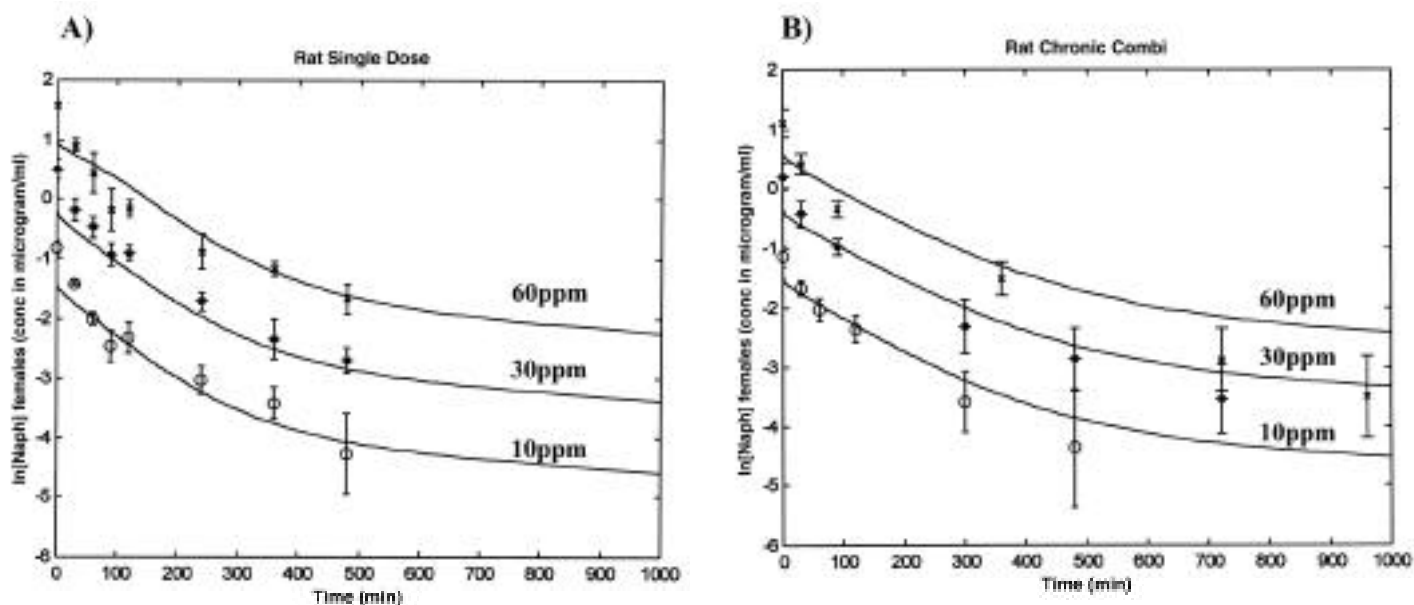 A)
Rat Single Dose
ln[Naph] females (conc in microgram/ml)
2
1
0
-1
-2
-3
-4
-5
-6
60ppm
30ppm
10ppm
0 100 200 300 400 500 600 700 800 900 1000
Time (min)
B)
Rat Chronic Combi
ln[Naph] females (conc in microgram/ml)
2
1
0
-1
-2
-3
-4
-5
-6
60ppm
30ppm
10ppm
0 100 200 300 400 500 600 700 800 900 1000
Time (min)